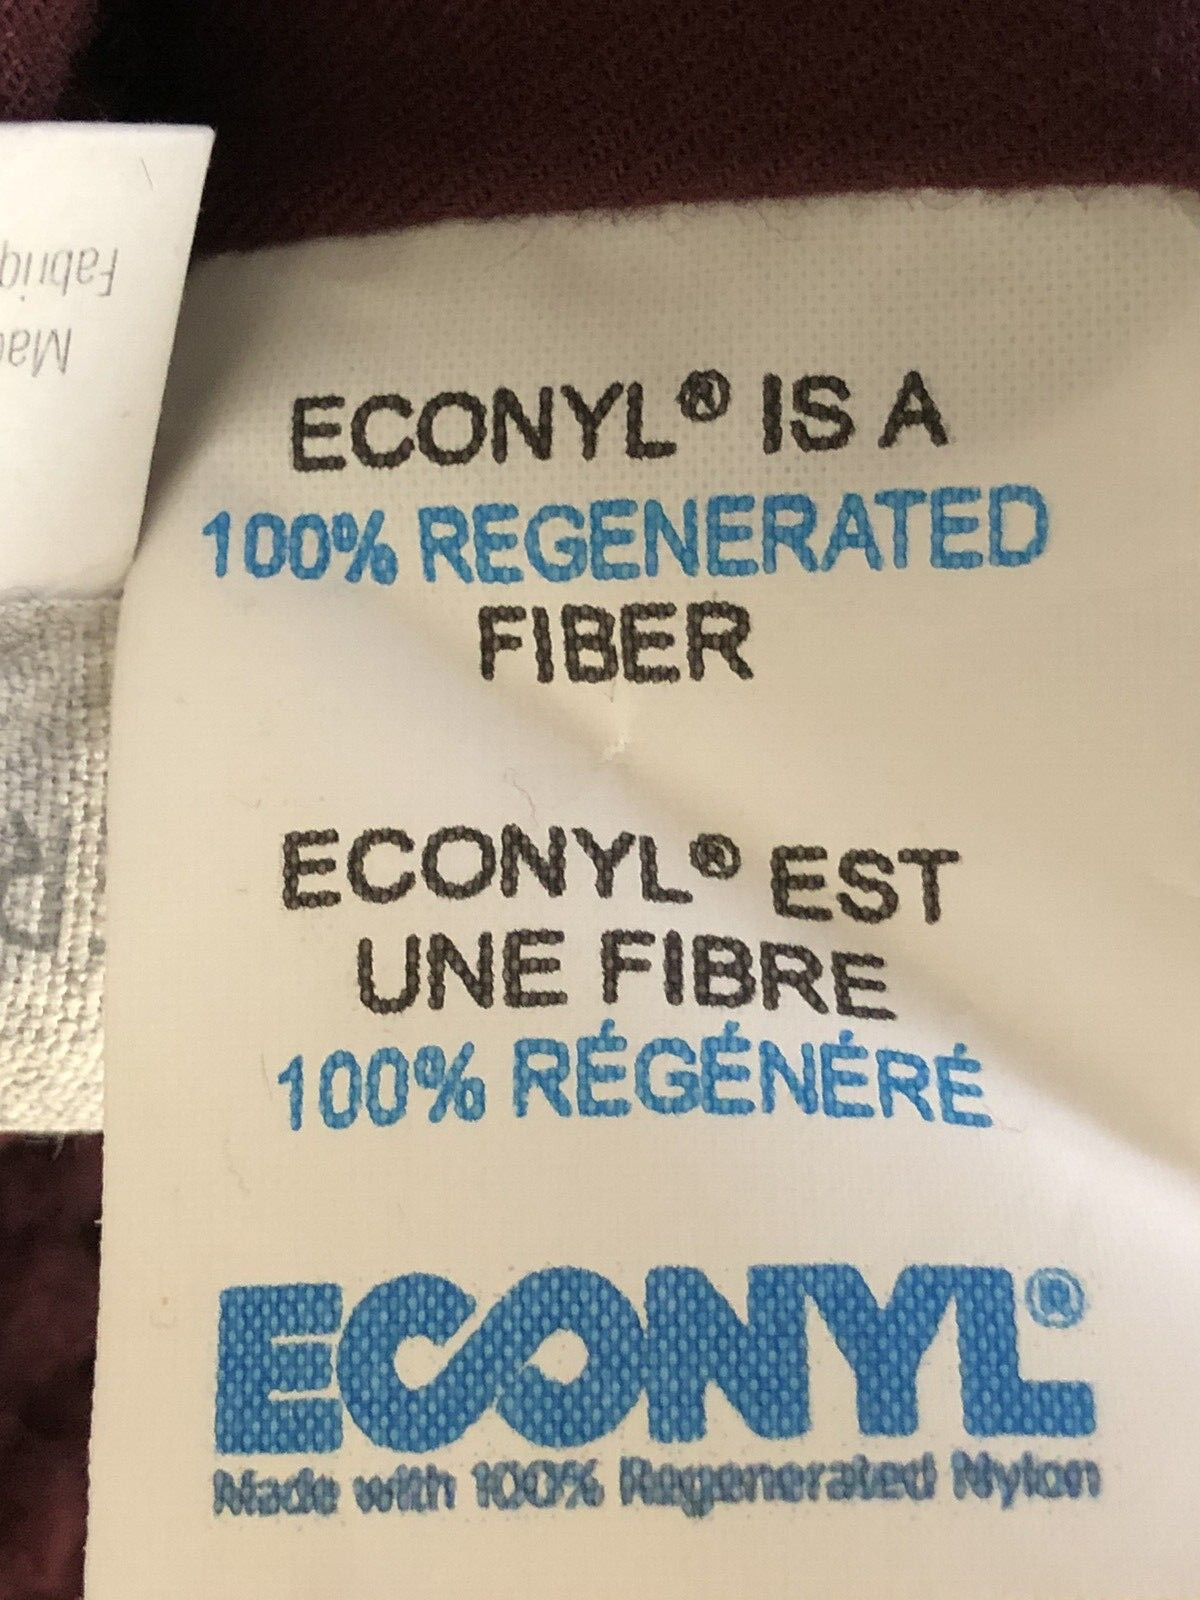 ECONYL® IS A
100% REGENERATED
FIBER
ECONYL® EST
UNE FIBRE
100% RÉGÉNÉRÉ
ECONYL®
Made with 100% Regenerated Nylon